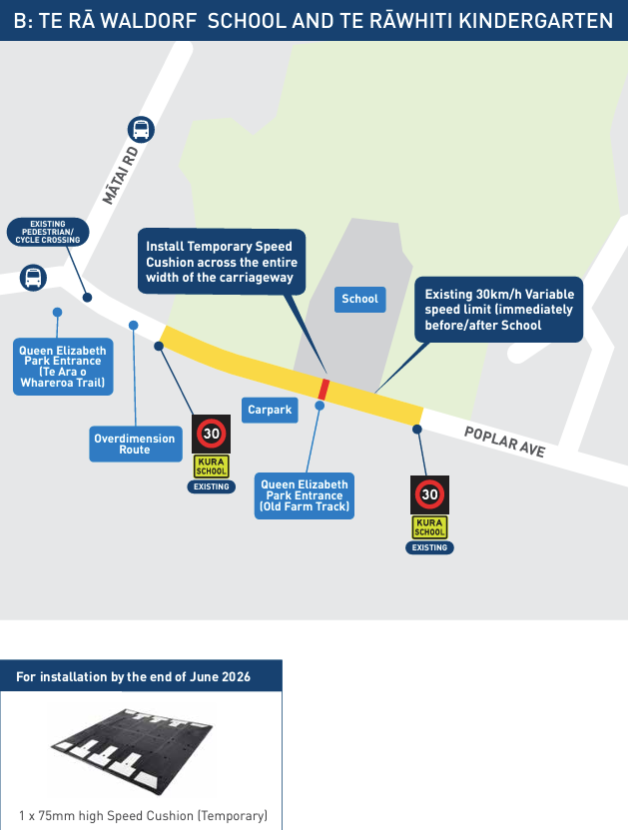 B: TE RĀ WALDORF SCHOOL AND TE RĀWHITI KINDERGARTEN
MĀTAI RD
EXISTING
PEDESTRIAN/
CYCLE CROSSING
Install Temporary Speed
Cushion across the entire
width of the carriageway
School
Existing 30km/h Variable
speed limit (immediately
before/after School
Queen Elizabeth
Park Entrance
(Te Ara o
Whareroa Trail)
Overdimension
Route
Carpark
30
KURA
SCHOOL
EXISTING
Queen Elizabeth
Park Entrance
(Old Farm Track)
POPLAR AVE
30
KURA
SCHOOL
EXISTING
For installation by the end of June 2026
1 x 75mm high Speed Cushion (Temporary)